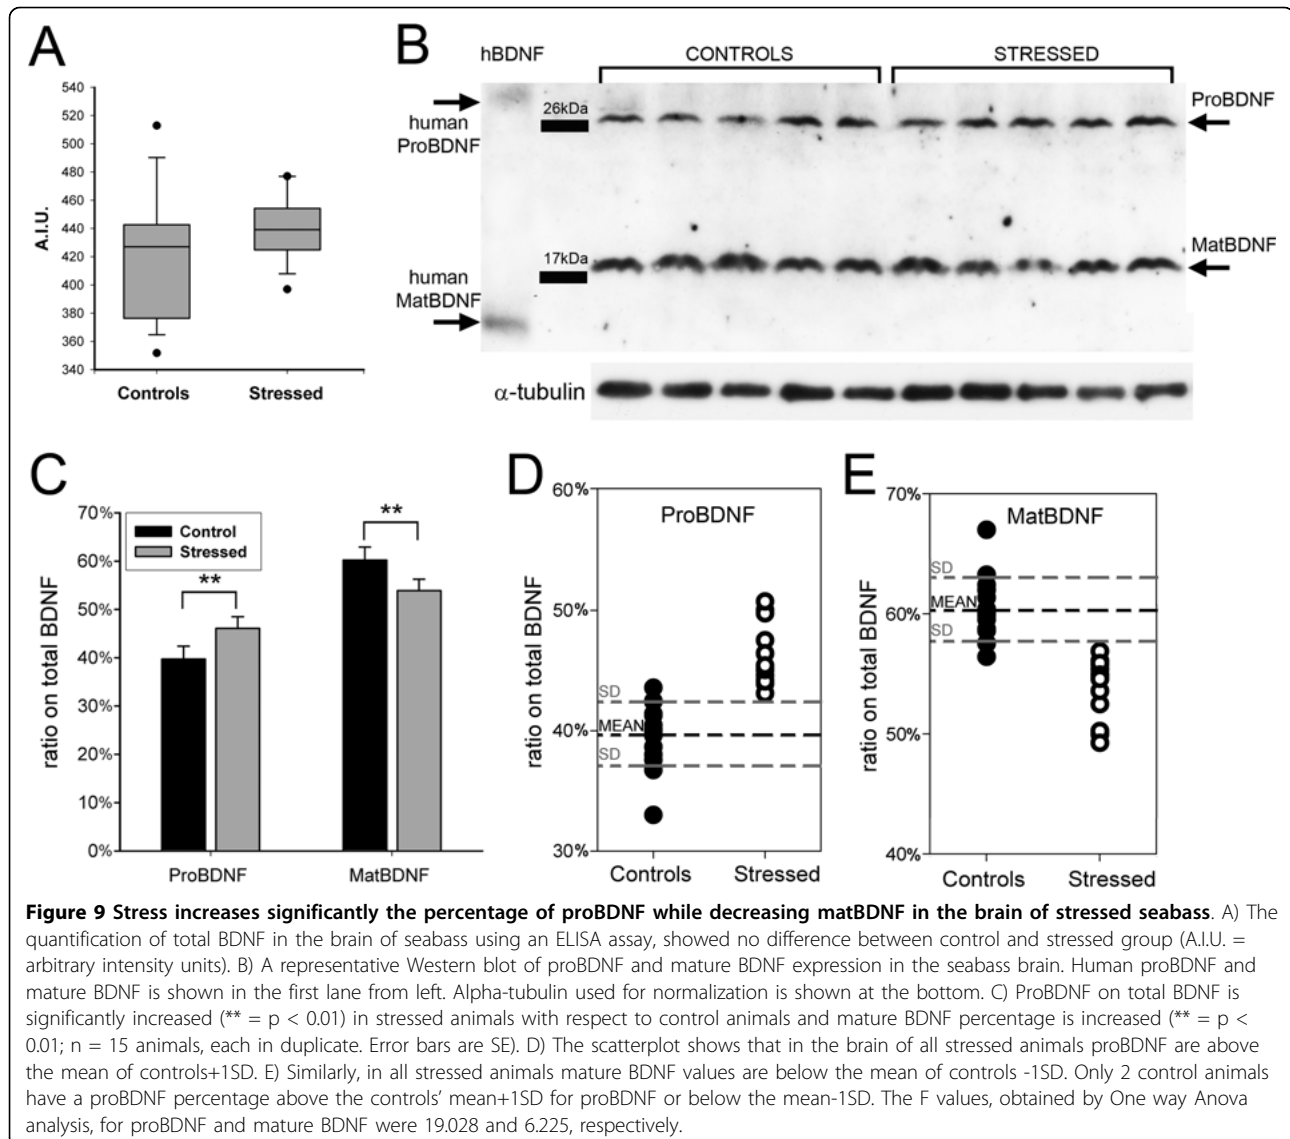 A
540
520
500
480
460
440
420
400
380
360
340
A.I.U.
Controls
Stressed
B
hBDNF
CONTROLS
STRESSED
human
ProBDNF
26kDa
ProBDNF
17kDa
human
MatBDNF
MatBDNF
α-tubulin
C
70%
60%
50%
40%
30%
20%
10%
0%
ratio on total BDNF
Control
Stressed
**
**
ProBDNF
MatBDNF
D
60%
50%
40%
30%
ratio on total BDNF
ProBDNF
SD
MEAN
SD
Controls
Stressed
E
70%
60%
50%
40%
ratio on total BDNF
MatBDNF
SD
MEAN
SD
Controls
Stressed
Figure 9 Stress increases significantly the percentage of proBDNF while decreasing matBDNF in the brain of stressed seabass. A) The
quantification of total BDNF in the brain of seabass using an ELISA assay, showed no difference between control and stressed group (A.I.U. =
arbitrary intensity units). B) A representative Western blot of proBDNF and mature BDNF expression in the seabass brain. Human proBDNF and
mature BDNF is shown in the first lane from left. Alpha-tubulin used for normalization is shown at the bottom. C) ProBDNF on total BDNF is
significantly increased (** = p < 0.01) in stressed animals with respect to control animals and mature BDNF percentage is increased (** = p <
0.01; n = 15 animals, each in duplicate. Error bars are SE). D) The scatterplot shows that in the brain of all stressed animals proBDNF are above
the mean of controls+1SD. E) Similarly, in all stressed animals mature BDNF values are below the mean of controls -1SD. Only 2 control animals
have a proBDNF percentage above the controls' mean+1SD for proBDNF or below the mean-1SD. The F values, obtained by One way Anova
analysis, for proBDNF and mature BDNF were 19.028 and 6.225, respectively.